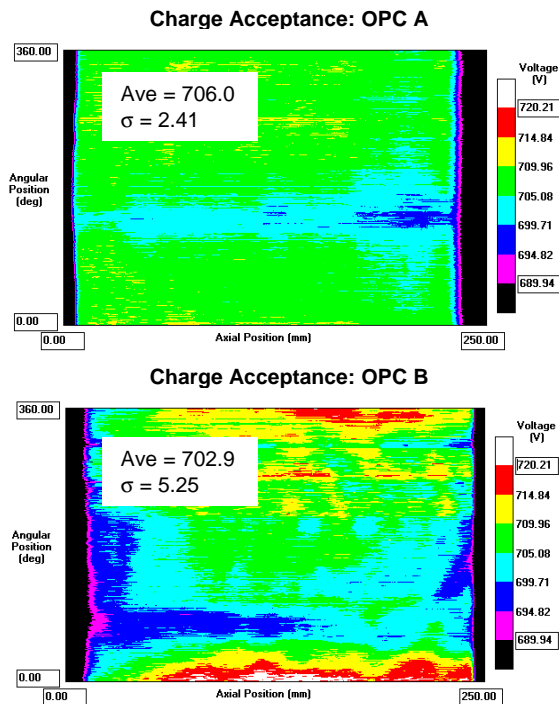 Charge Acceptance: OPC A
360.00
Ave = 706.0
σ = 2.41
Angular
Position
(deg)
0.00
0.00
Axial Position (mm)
250.00
Voltage
(V)
720.21
714.84
709.96
705.08
699.71
694.82
689.94
Charge Acceptance: OPC B
360.00
Ave = 702.9
σ = 5.25
Angular
Position
(deg)
0.00
0.00
Axial Position (mm)
250.00
Voltage
(V)
720.21
714.84
709.96
705.08
699.71
694.82
689.94